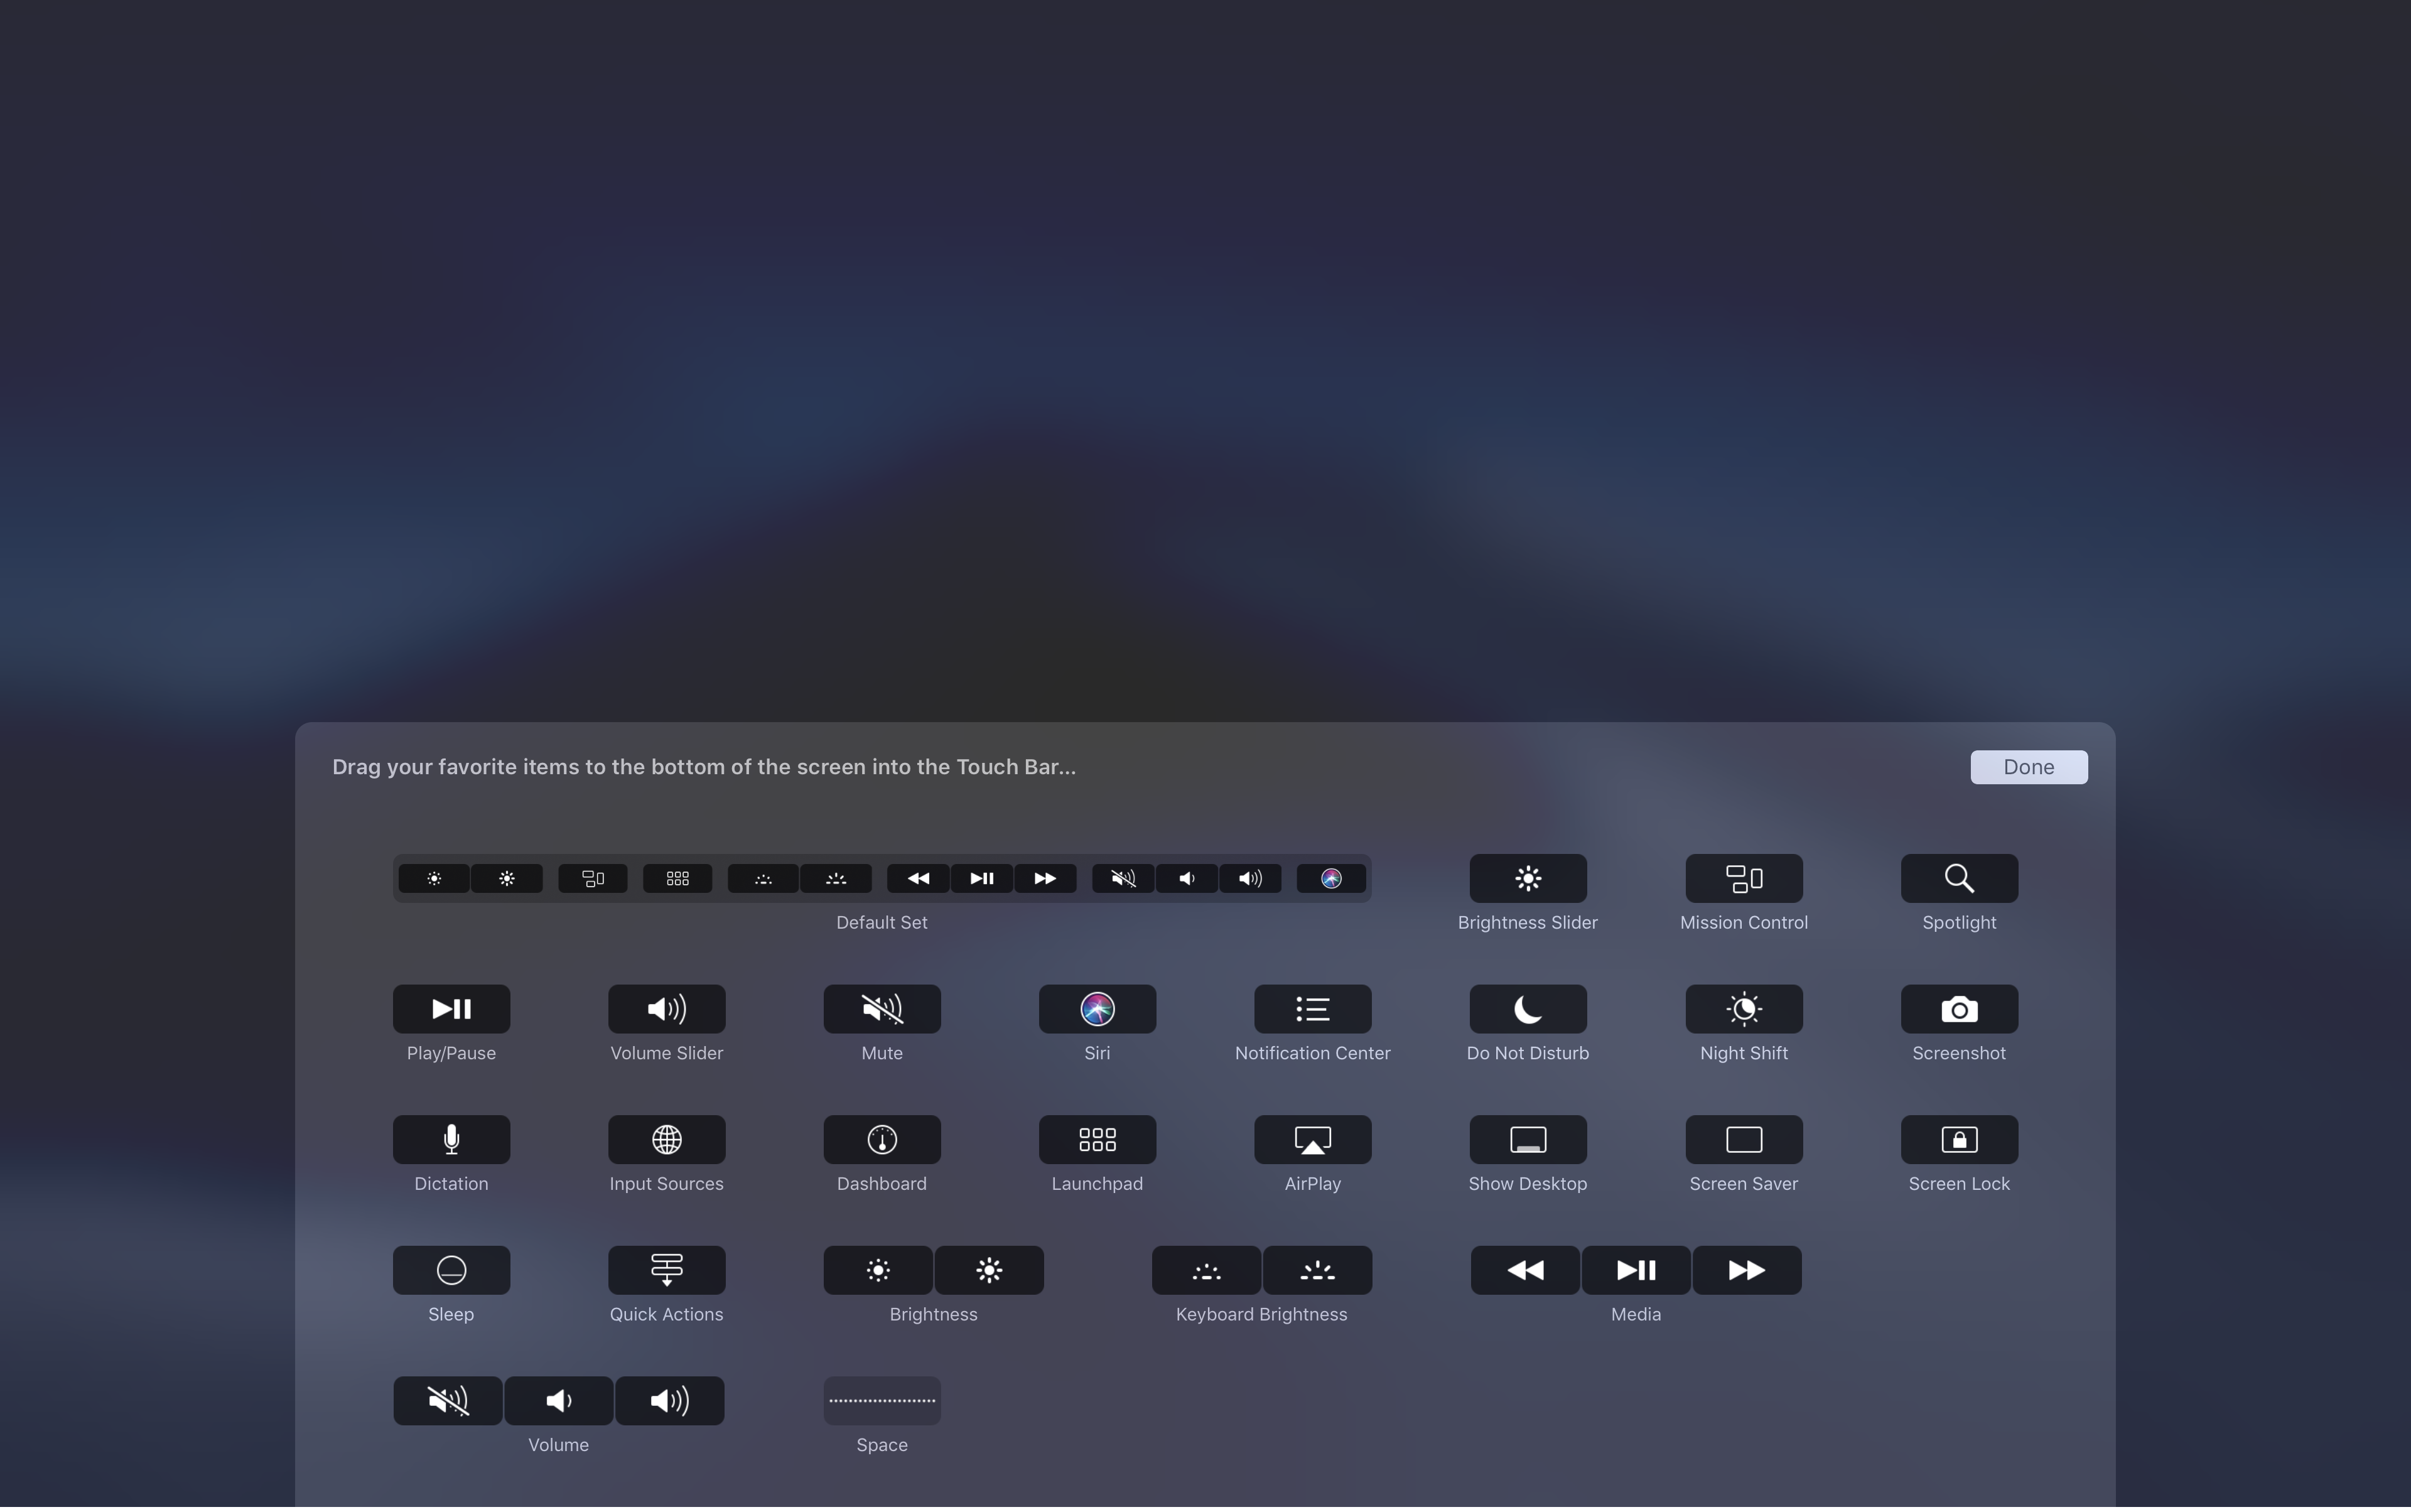 Drag your favorite items to the bottom of the screen into the Touch Bar...
Done
Default Set
Brightness Slider
Mission Control
Spotlight
Play/Pause
Volume Slider
Mute
Siri
Notification Center
Do Not Disturb
Night Shift
Screenshot
Dictation
Input Sources
Dashboard
Launchpad
AirPlay
Show Desktop
Screen Saver
Screen Lock
Sleep
Quick Actions
Brightness
Keyboard Brightness
Media
Volume
Space